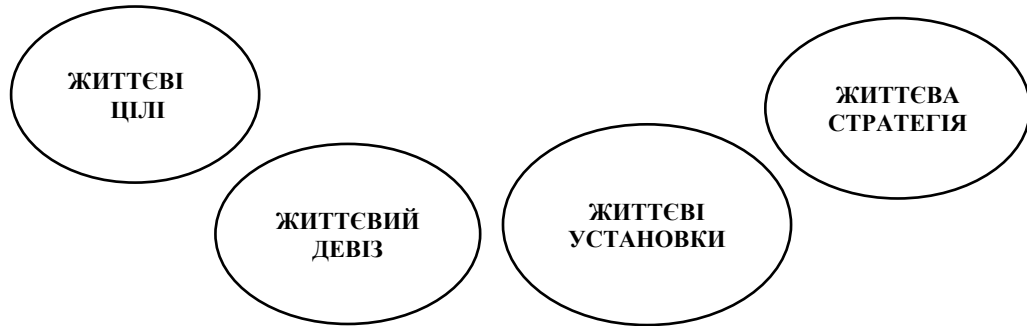 ЖИТТЄВІ
ЦІЛІ
ЖИТТЄВИЙ
ДЕВІЗ
ЖИТТЄВІ
УСТАНОВКИ
ЖИТТЄВА
СТРАТЕГІЯ